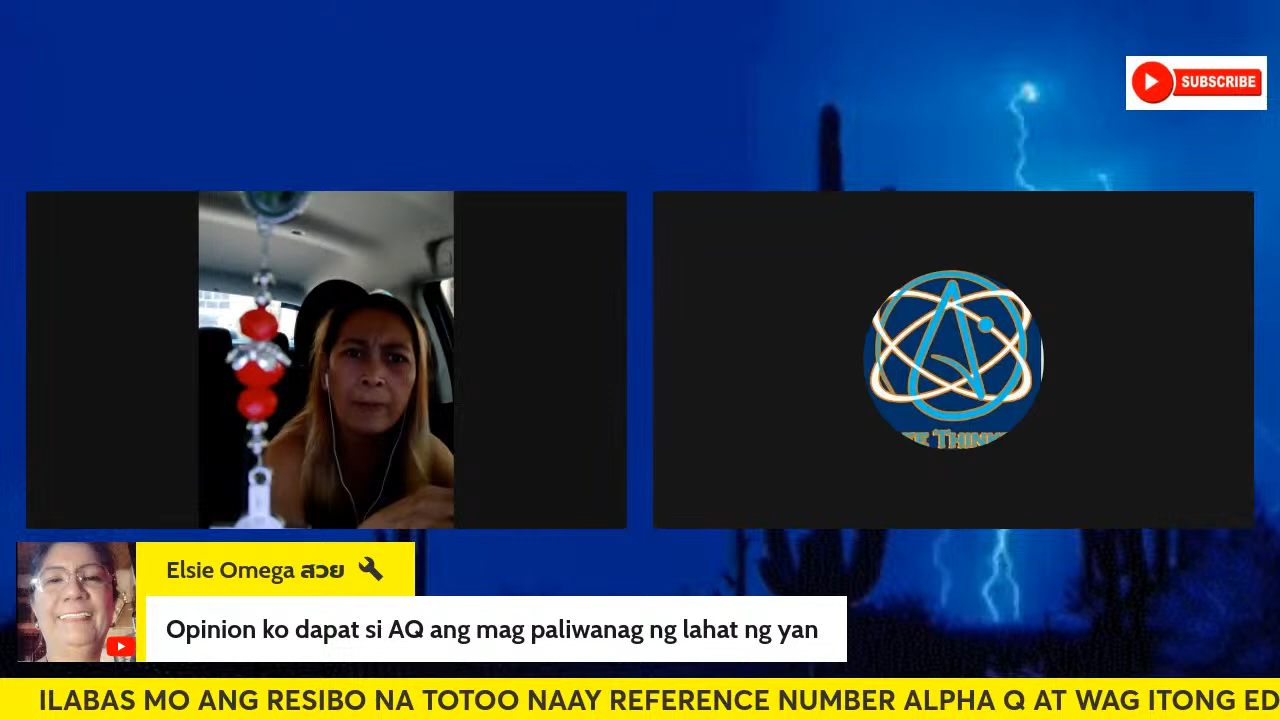 SUBSCRIBE
Elsie Omega สวย
Opinion ko dapat si AQ ang mag paliwanag ng lahat ng yan
ILABAS MO ANG RESIBO NA TOTOO NAAY REFERENCE NUMBER ALPHA Q AT WAG ITONG ED